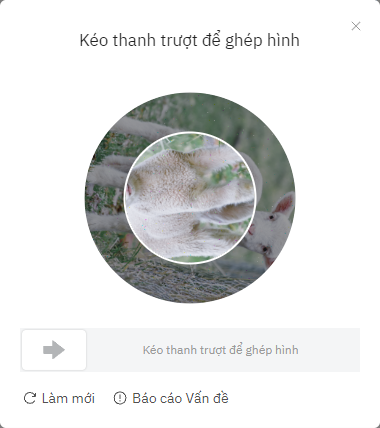 Kéo thanh trượt để ghép hình
Kéo thanh trượt để ghép hình
Làm mới
Báo cáo Vấn đề